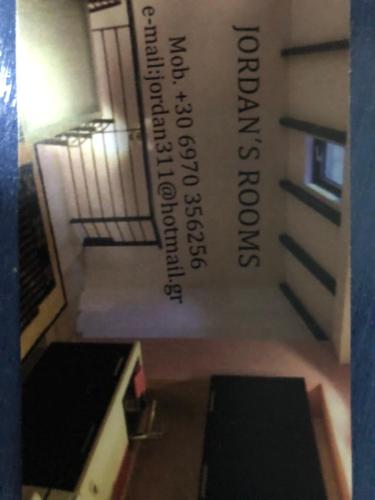 JORDAN'S ROOMS
Mob. +30 6970 356256
e-mail:jordan311@hotmail.gr